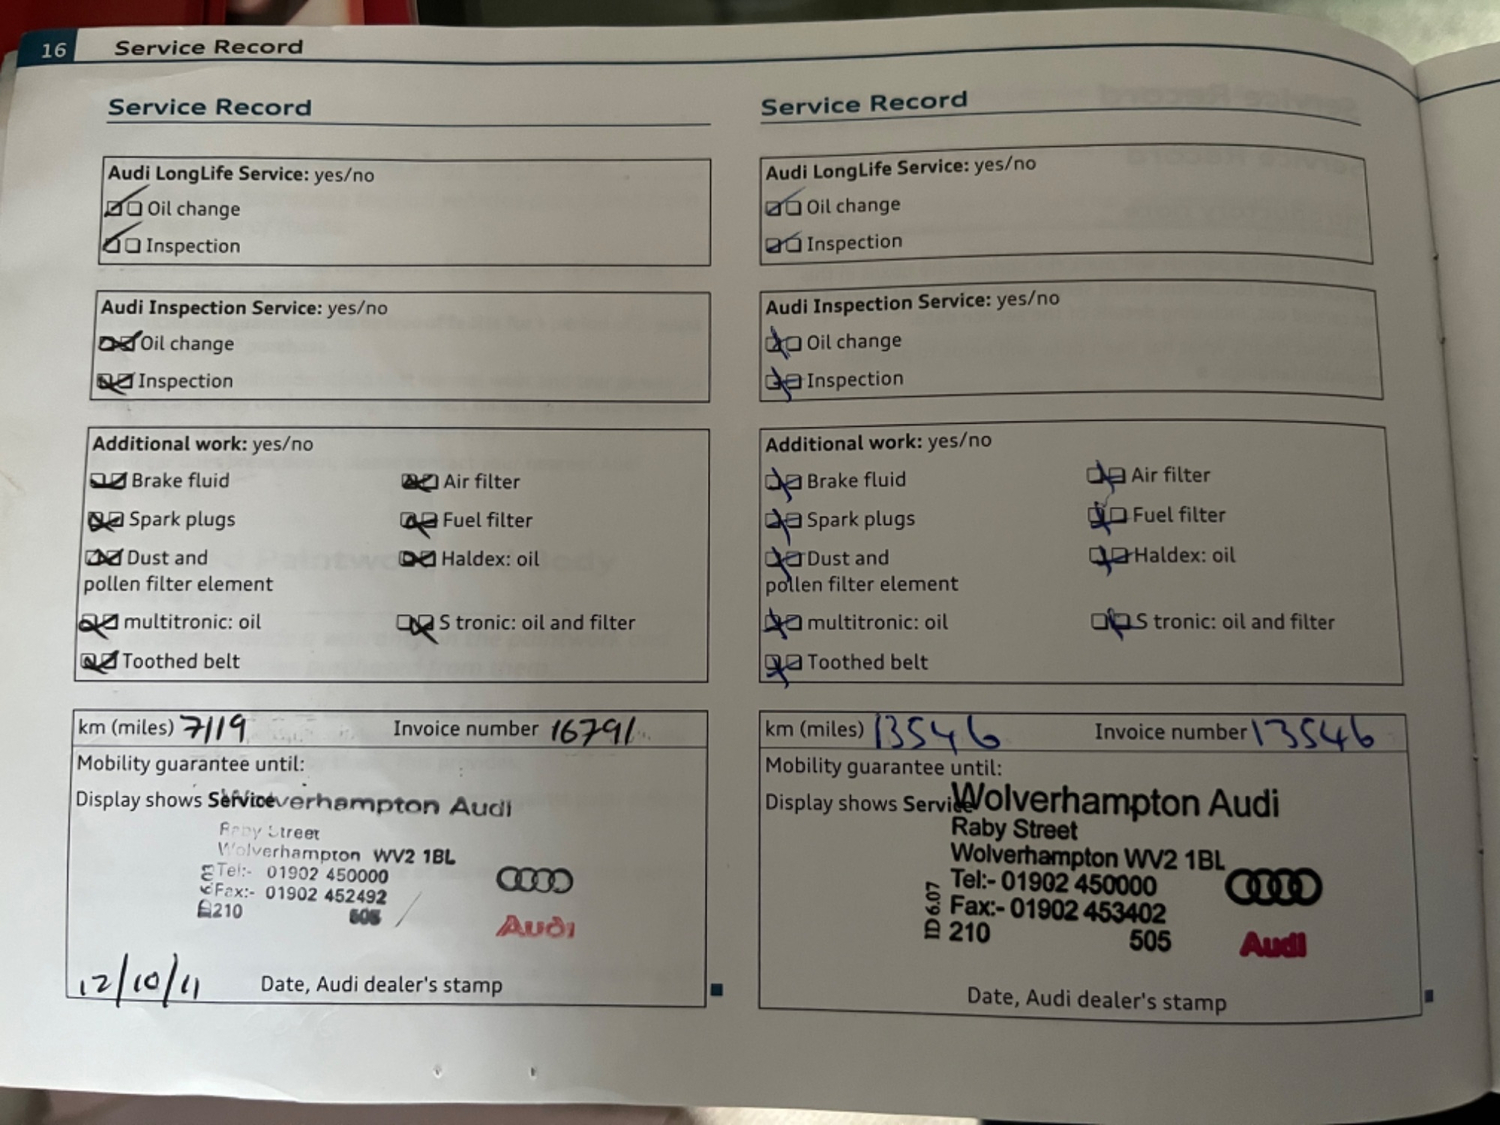 16 Service Record
Service Record
Audi LongLife Service: yes/no
Oil change
Inspection
Audi Inspection Service: yes/no
Oil change
Inspection
Additional work: yes/no
Brake fluid
Air filter
Spark plugs
Fuel filter
Dust and
pollen filter element
Haldex: oil
multitronic: oil
S tronic: oil and filter
Toothed belt
km (miles) 7119 Invoice number 16791
Mobility guarantee until:
Display shows Service
Wolverhampton Audi
Raby Street
Wolverhampton WV2 1BL
Tel:- 01902 450000
Fax:- 01902 452492
210 505
Audi
12/10/11 Date, Audi dealer's stamp
Service Record
Audi LongLife Service: yes/no
Oil change
Inspection
Audi Inspection Service: yes/no
Oil change
Inspection
Additional work: yes/no
Brake fluid
Air filter
Spark plugs
Fuel filter
Dust and
pollen filter element
Haldex: oil
multitronic: oil
S tronic: oil and filter
Toothed belt
km (miles) 13546 Invoice number 13546
Mobility guarantee until:
Display shows Service
Wolverhampton Audi
Raby Street
Wolverhampton WV2 1BL
Tel:- 01902 450000
Fax:- 01902 453402
210 505
ID 6.07
Audi
Date, Audi dealer's stamp